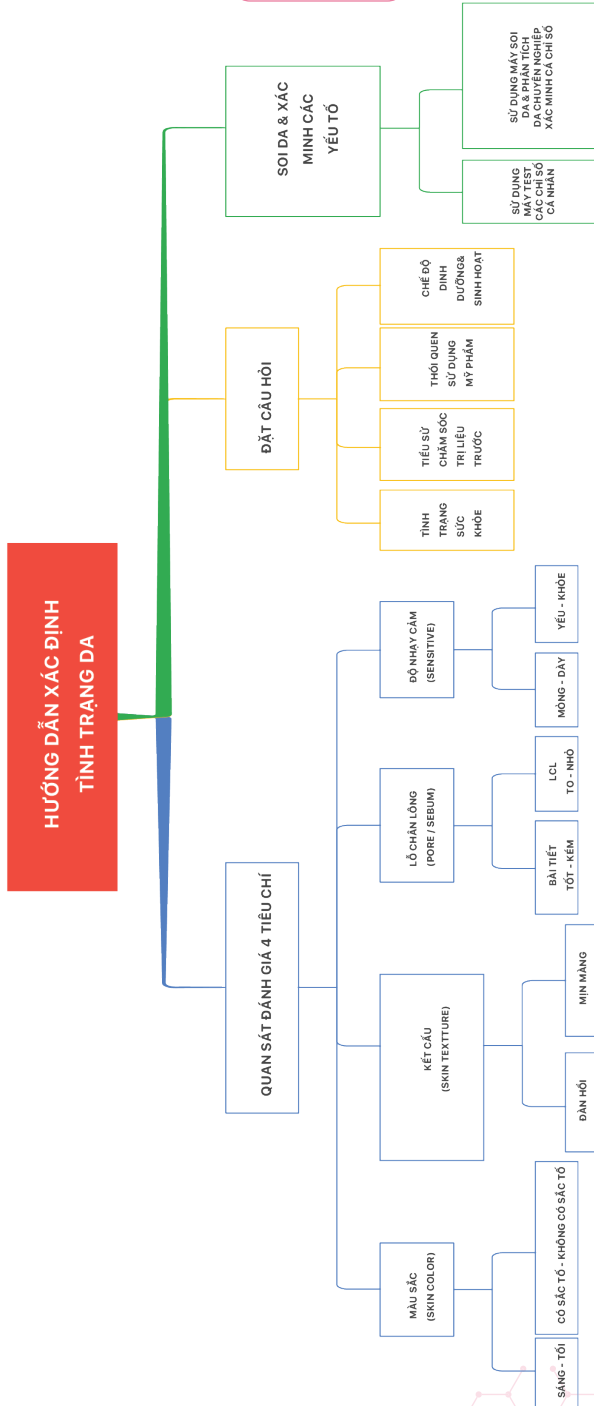 HƯỚNG DẪN XÁC ĐỊNH
TÌNH TRẠNG DA
QUAN SÁT ĐÁNH GIÁ 4 TIÊU CHÍ
ĐẶT CÂU HỎI
SOI DA & XÁC
MINH CÁC
YẾU TỐ
MÀU SẮC
(SKIN COLOR)
KẾT CẤU
(SKIN TEXTTURE)
LỖ CHÂN LÔNG
(PORE / SEBUM)
ĐỘ NHẠY CẢM
(SENSITIVE)
TÌNH
TRẠNG
SỨC
KHỎE
TIỂU SỬ
CHĂM SÓC
TRỊ LIỆU
TRƯỚC
THÓI QUEN
SỬ DỤNG
MỸ PHẨM
CHẾ ĐỘ
DINH
DƯỠNG&
SINH HOẠT
SỬ DỤNG
MÁY TEST
CÁC CHỈ SỐ
CÁ NHÂN
SỬ DỤNG MÁY SOI
DA & PHÂN TÍCH
DA CHUYÊN NGHIỆP
XÁC MINH CẢ CHỈ SỐ
SÁNG - TỐI
CÓ SẮC TỐ - KHÔNG CÓ SẮC TỐ
ĐÀN HỒI
MỊN MÀNG
BÀI TIẾT
TỐT - KÉM
LCL
TO - NHỎ
MỎNG - DÀY
YẾU - KHỎE